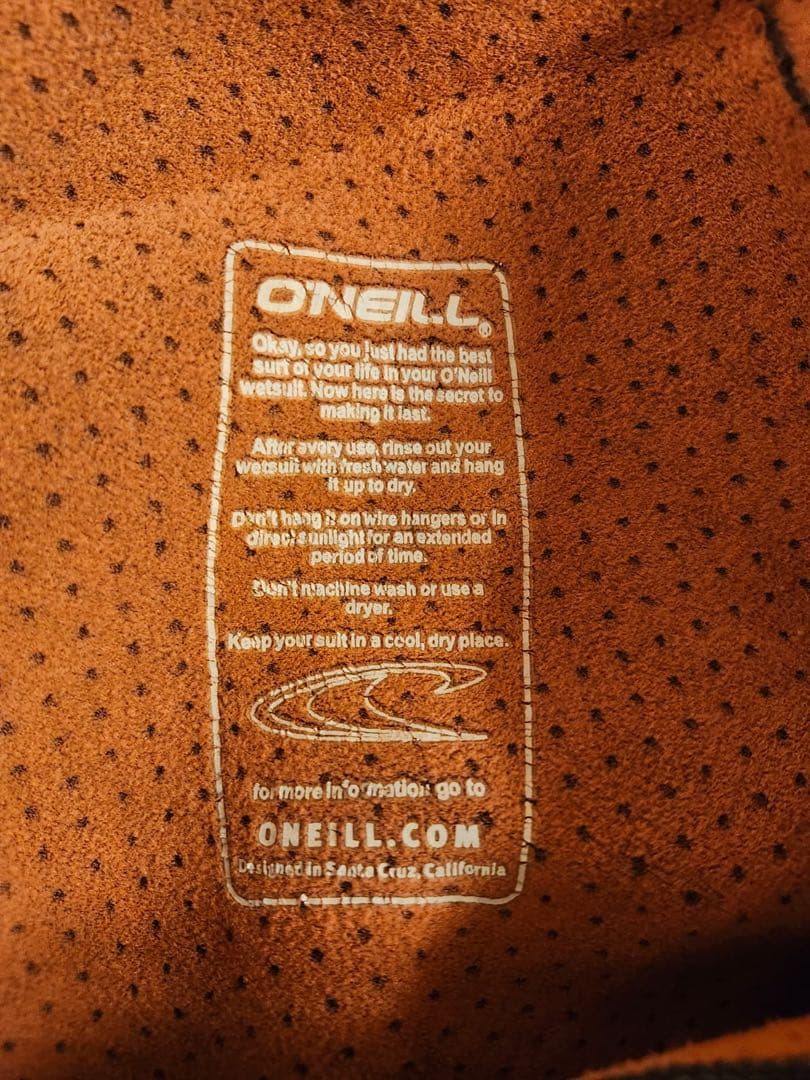 O'NEILL®
Okay, so you just had the best
surf of your life in your O'Neill
wetsuit. Now here is the secret to
making it last.
After every use, rinse out your
wetsuit with fresh water and hang
it up to dry.
Don't hang it on wire hangers or in
direct sunlight for an extended
period of time.
Don't machine wash or use a
dryer.
Keep your suit in a cool, dry place.
for more information go to
ONEILL.COM
Designed in Santa Cruz, California